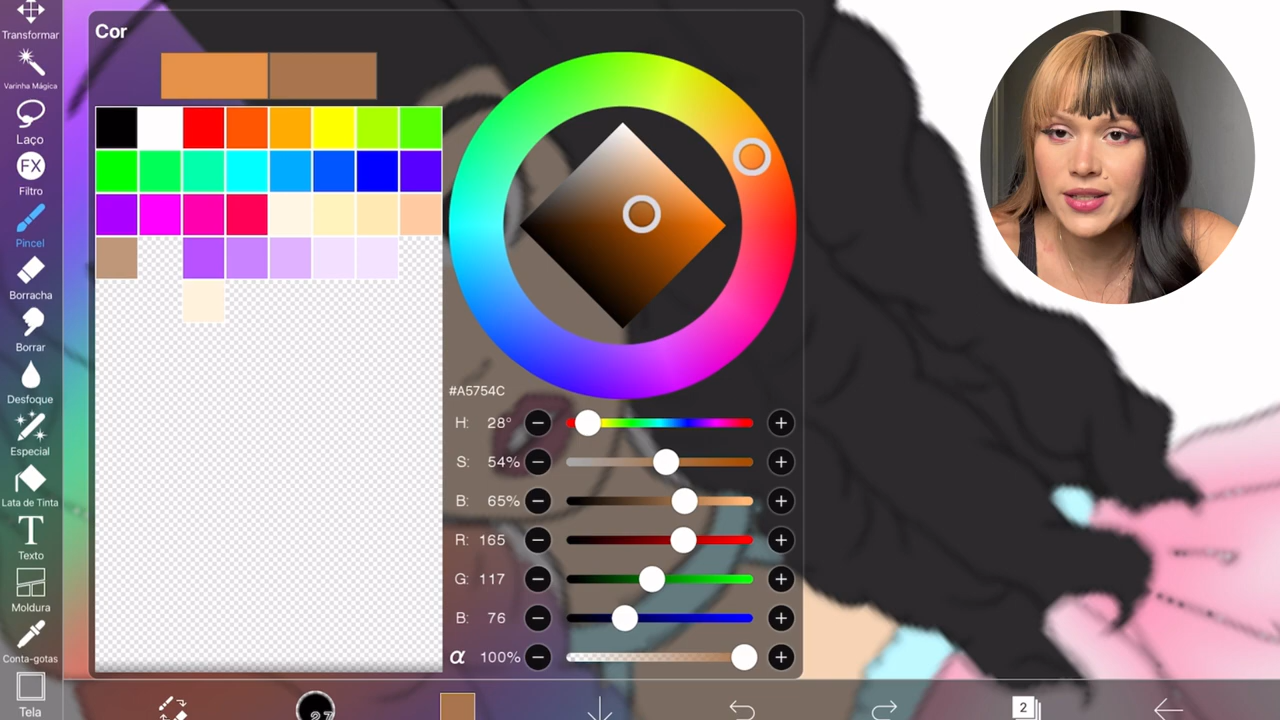 Cor
Transformar
Varinha Mágica
Laço
FX
Filtro
Pincel
Borracha
Borrar
Desfoque
Especial
Lata de Tinta
T
Texto
Moldura
Conta-gotas
Tela
#A5754C
H: 28°
S: 54%
B: 65%
R: 165
G: 117
B: 76
α 100%
2